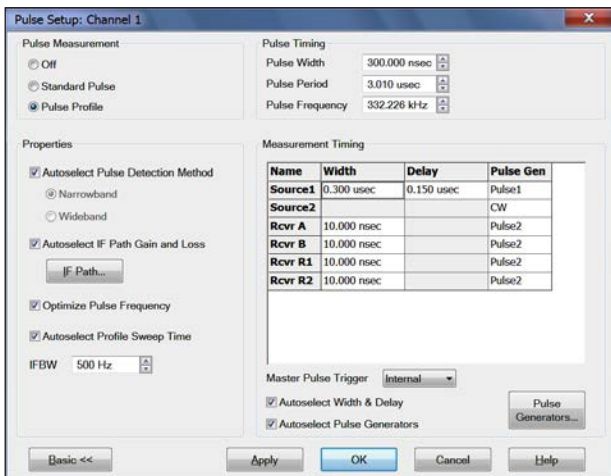 Pulse Setup: Channel 1
Pulse Measurement
Off
Standard Pulse
Pulse Profile
Pulse Timing
Pulse Width 300.000 nsec
Pulse Period 3.010 usec
Pulse Frequency 332.226 kHz
Properties
Autoselect Pulse Detection Method
Narrowband
Wideband
Autoselect IF Path Gain and Loss
IF Path...
Optimize Pulse Frequency
Autoselect Profile Sweep Time
IFBW 500 Hz
Measurement Timing
Name Width Delay Pulse Gen
Source1 0.300 usec 0.150 usec Pulse1
Source2 CW
Rcvr A 10.000 nsec Pulse2
Rcvr B 10.000 nsec Pulse2
Rcvr R1 10.000 nsec Pulse2
Rcvr R2 10.000 nsec Pulse2
Master Pulse Trigger Internal
Autoselect Width & Delay
Autoselect Pulse Generators
Pulse
Generators...
Basic << Apply OK Cancel Help